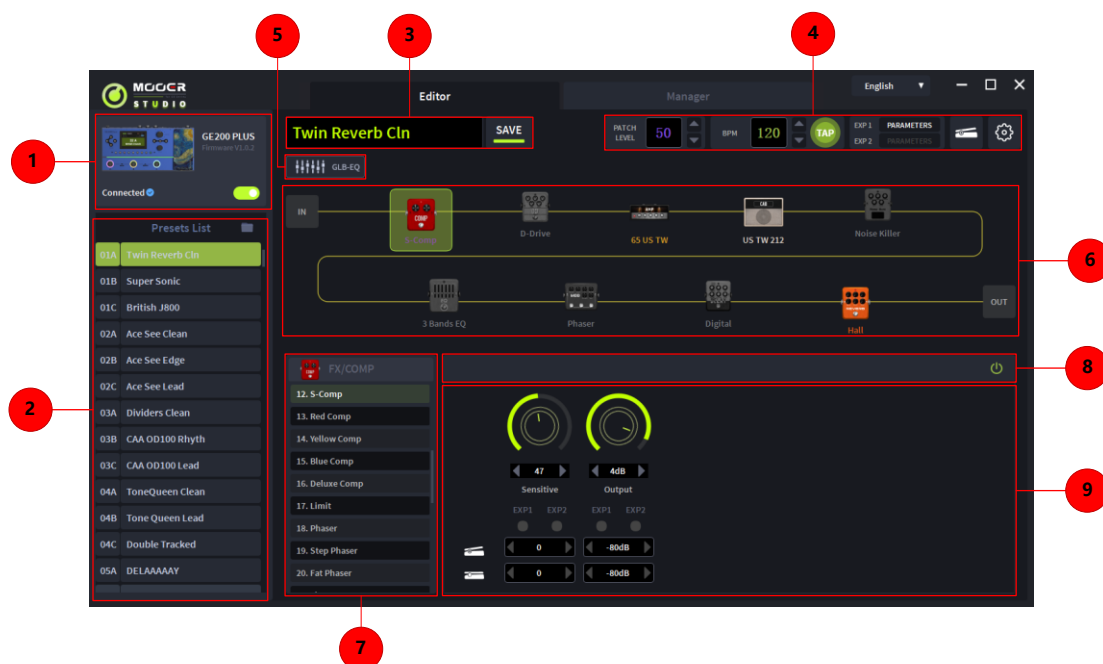 5
3
4
MOOER
STUDIO
Editor
Manager
English
1
GE200 PLUS
Firmware V1.0.2
Connected
Twin Reverb Cln
SAVE
PATCH LEVEL
50
BPM
120
TAP
EXP 1
PARAMETERS
EXP 2
PARAMETERS
GLB-EQ
2
Presets List
01A Twin Reverb Cln
01B Super Sonic
01C British J800
02A Ace See Clean
02B Ace See Edge
02C Ace See Lead
03A Dividers Clean
03B CAA OD100 Rhyth
03C CAA OD100 Lead
04A ToneQueen Clean
04B Tone Queen Lead
04C Double Tracked
05A DELAAAAAY
IN
COMP
S-Comp
D-Drive
65 US TW
CAB
US TW 212
Noise Killer
6
3 Bands EQ
Phaser
Digital
Hall
OUT
COMP
FX/COMP
12. S-Comp
13. Red Comp
14. Yellow Comp
15. Blue Comp
16. Deluxe Comp
17. Limit
18. Phaser
19. Step Phaser
20. Fat Phaser
7
8
47
4dB
Sensitive
Output
EXP1 EXP2
EXP1 EXP2
0
-80dB
0
-80dB
9